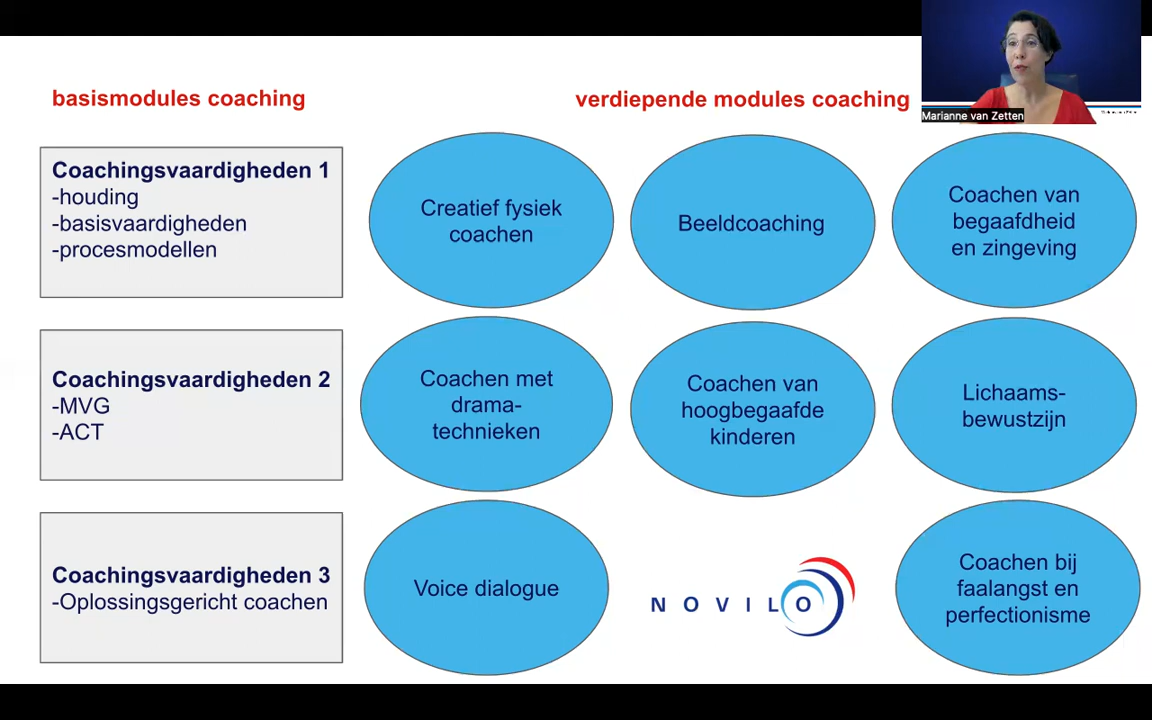 basismodules coaching
verdiepende modules coaching
Marianne van Zetten
Coachingsvaardigheden 1
-houding
-basisvaardigheden
-procesmodellen
Creatief fysiek
coachen
Beeldcoaching
Coachen van
begaafdheid
en zingeving
Coachingsvaardigheden 2
-MVG
-ACT
Coachen met
drama-
technieken
Coachen van
hoogbegaafde
kinderen
Lichaams-
bewustzijn
Coachingsvaardigheden 3
-Oplossingsgericht coachen
Voice dialogue
NOVILO
Coachen bij
faalangst en
perfectionisme